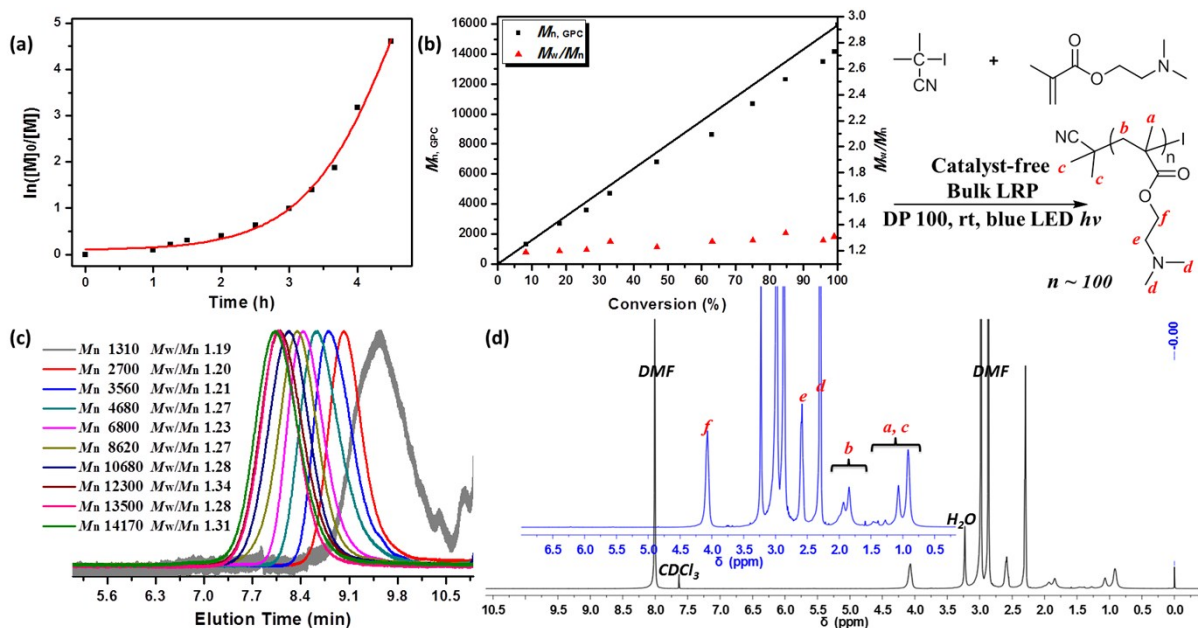 (a)
5
4
3
2
1
0
ln([M]₀/[M])
0
1
2
3
4
5
Time (h)
(b)
16000
14000
12000
10000
8000
6000
4000
2000
0
Mn, GPC
Mn, GPC
Mw/Mn
3.0
2.8
2.6
2.4
2.2
2.0
1.8
1.6
1.4
1.2
Mw/Mn
0
10
20
30
40
50
60
70
80
90
100
Conversion (%)
I
CN
+
O
O
N
NC
b
a
I
n
c
c
O
O
f
e
N
d
d
Catalyst-free
Bulk LRP
DP 100, rt, blue LED hν
n ~ 100
(c)
Mn 1310 Mw/Mn 1.19
Mn 2700 Mw/Mn 1.20
Mn 3560 Mw/Mn 1.21
Mn 4680 Mw/Mn 1.27
Mn 6800 Mw/Mn 1.23
Mn 8620 Mw/Mn 1.27
Mn 10680 Mw/Mn 1.28
Mn 12300 Mw/Mn 1.34
Mn 13500 Mw/Mn 1.28
Mn 14170 Mw/Mn 1.31
5.6
6.3
7.0
7.7
8.4
9.1
9.8
10.5
Elution Time (min)
(d)
DMF
CDCl₃
H₂O
DMF
-0.00
f
e
d
b
a, c
6.5
6.0
5.5
5.0
4.5
4.0
3.5
3.0
2.5
2.0
1.5
1.0
0.5
δ (ppm)
10.5
10.0
9.5
9.0
8.5
8.0
7.5
7.0
6.5
6.0
5.5
5.0
4.5
4.0
3.5
3.0
2.5
2.0
1.5
1.0
0.5
0.0
δ (ppm)